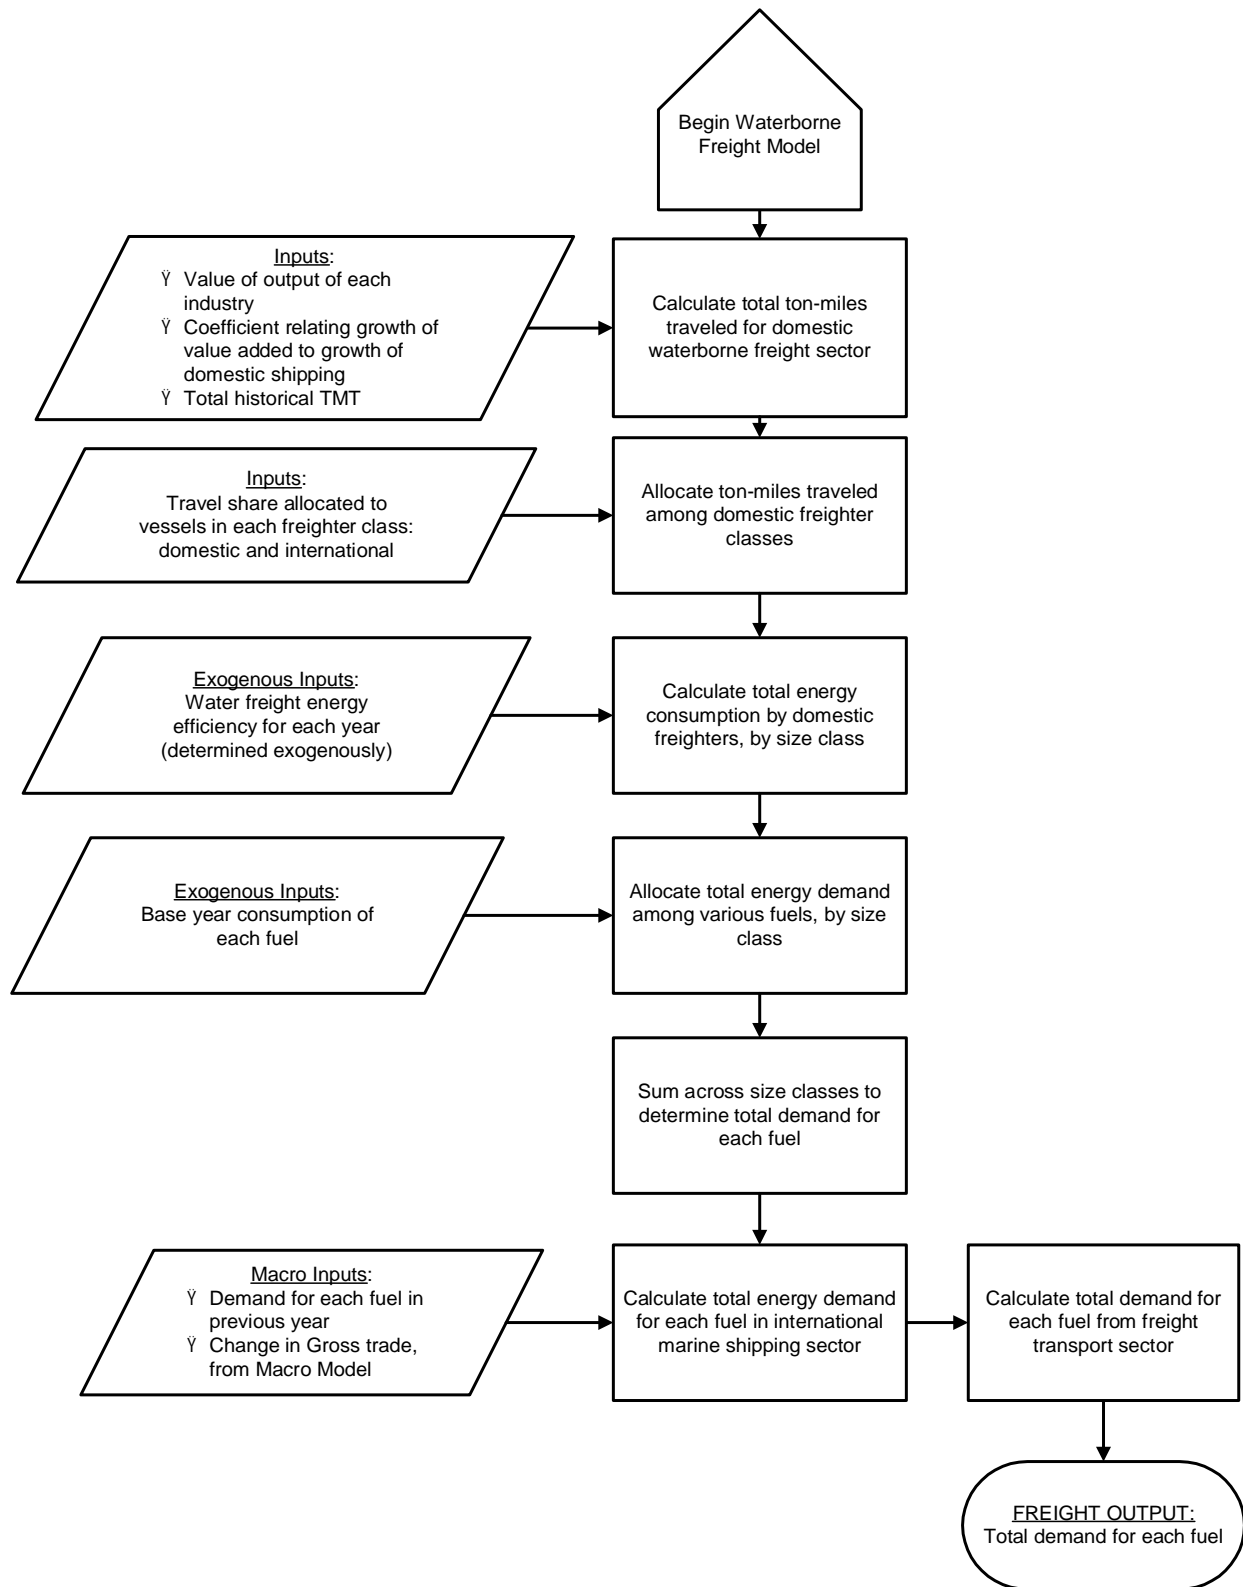 Begin Waterborne
Freight Model
Inputs:
Ÿ Value of output of each
industry
Ÿ Coefficient relating growth of
value added to growth of
domestic shipping
Ÿ Total historical TMT
Calculate total ton-miles
traveled for domestic
waterborne freight sector
Inputs:
Travel share allocated to
vessels in each freighter class:
domestic and international
Allocate ton-miles traveled
among domestic freighter
classes
Exogenous Inputs:
Water freight energy
efficiency for each year
(determined exogenously)
Calculate total energy
consumption by domestic
freighters, by size class
Exogenous Inputs:
Base year consumption of
each fuel
Allocate total energy demand
among various fuels, by size
class
Sum across size classes to
determine total demand for
each fuel
Macro Inputs:
Ÿ Demand for each fuel in
previous year
Ÿ Change in Gross trade,
from Macro Model
Calculate total energy demand
for each fuel in international
marine shipping sector
Calculate total demand for
each fuel from freight
transport sector
FREIGHT OUTPUT:
Total demand for each fuel